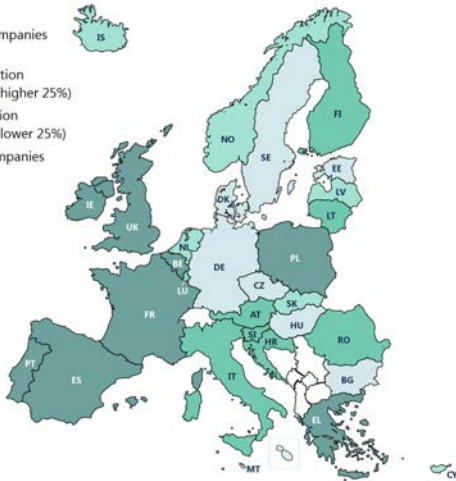 mpanies
IS
tion
higher 25%)
ion
lower 25%)
mpanies
FI
NO
SE
EE
LV
LT
DK
IE
UK
NL
BE
DE
PL
LU
CZ
SK
FR
AT
HU
SI
HR
RO
PT
ES
IT
BG
EL
MT
CY